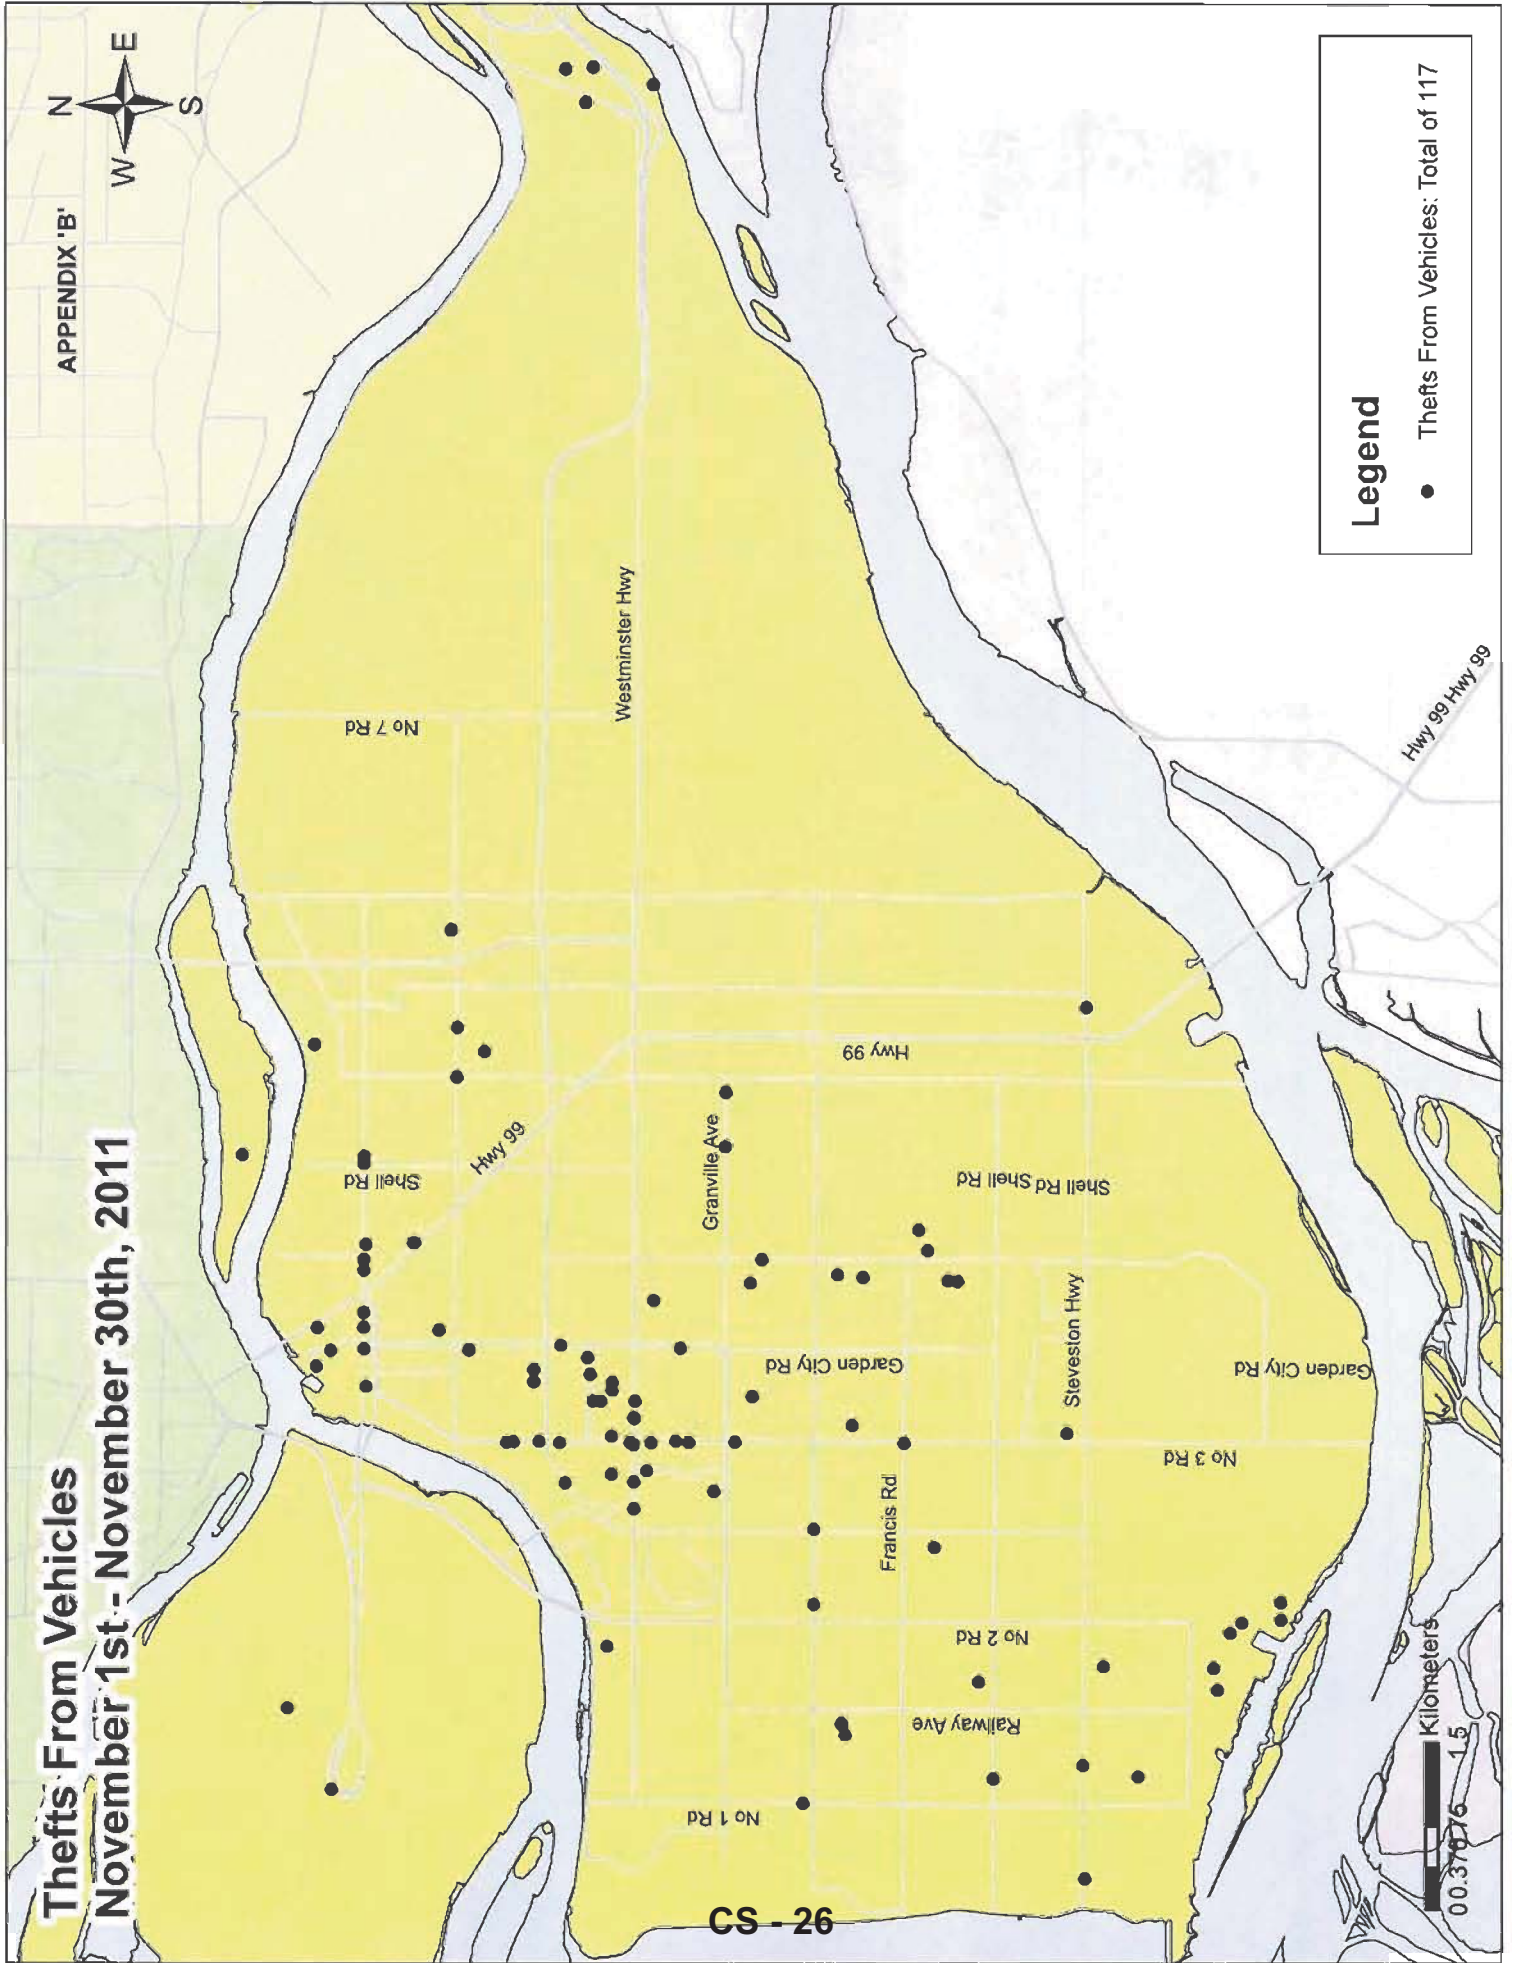 Thefts From Vehicles
November 1st - November 30th, 2011
APPENDIX 'B'
N
W
E
S
No 7 Rd
Westminster Hwy
Shell Rd
Hwy 99
Granville Ave
Hwy 99
Shell Rd Shell Rd
Garden City Rd
Steveston Hwy
Garden City Rd
No 3 Rd
Francis Rd
No 2 Rd
Railway Ave
No 1 Rd
Hwy 99 Hwy 99
Legend
Thefts From Vehicles: Total of 117
Kilometers
0 0.3750.75 1.5
CS - 26